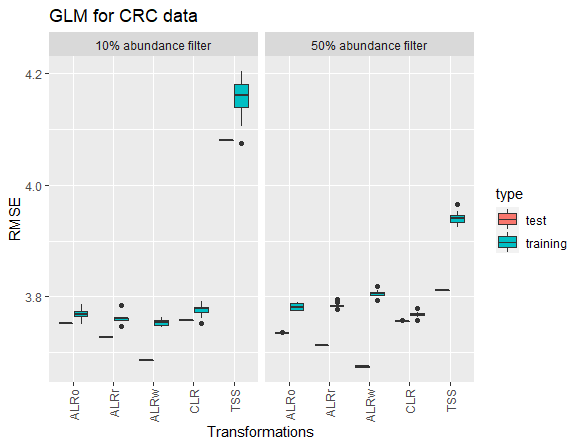 GLM for CRC data
10% abundance filter
50% abundance filter
4.2
4.0
3.8
RMSE
ALRo
ALRr
ALRw
CLR
TSS
ALRo
ALRr
ALRw
CLR
TSS
Transformations
type
test
training